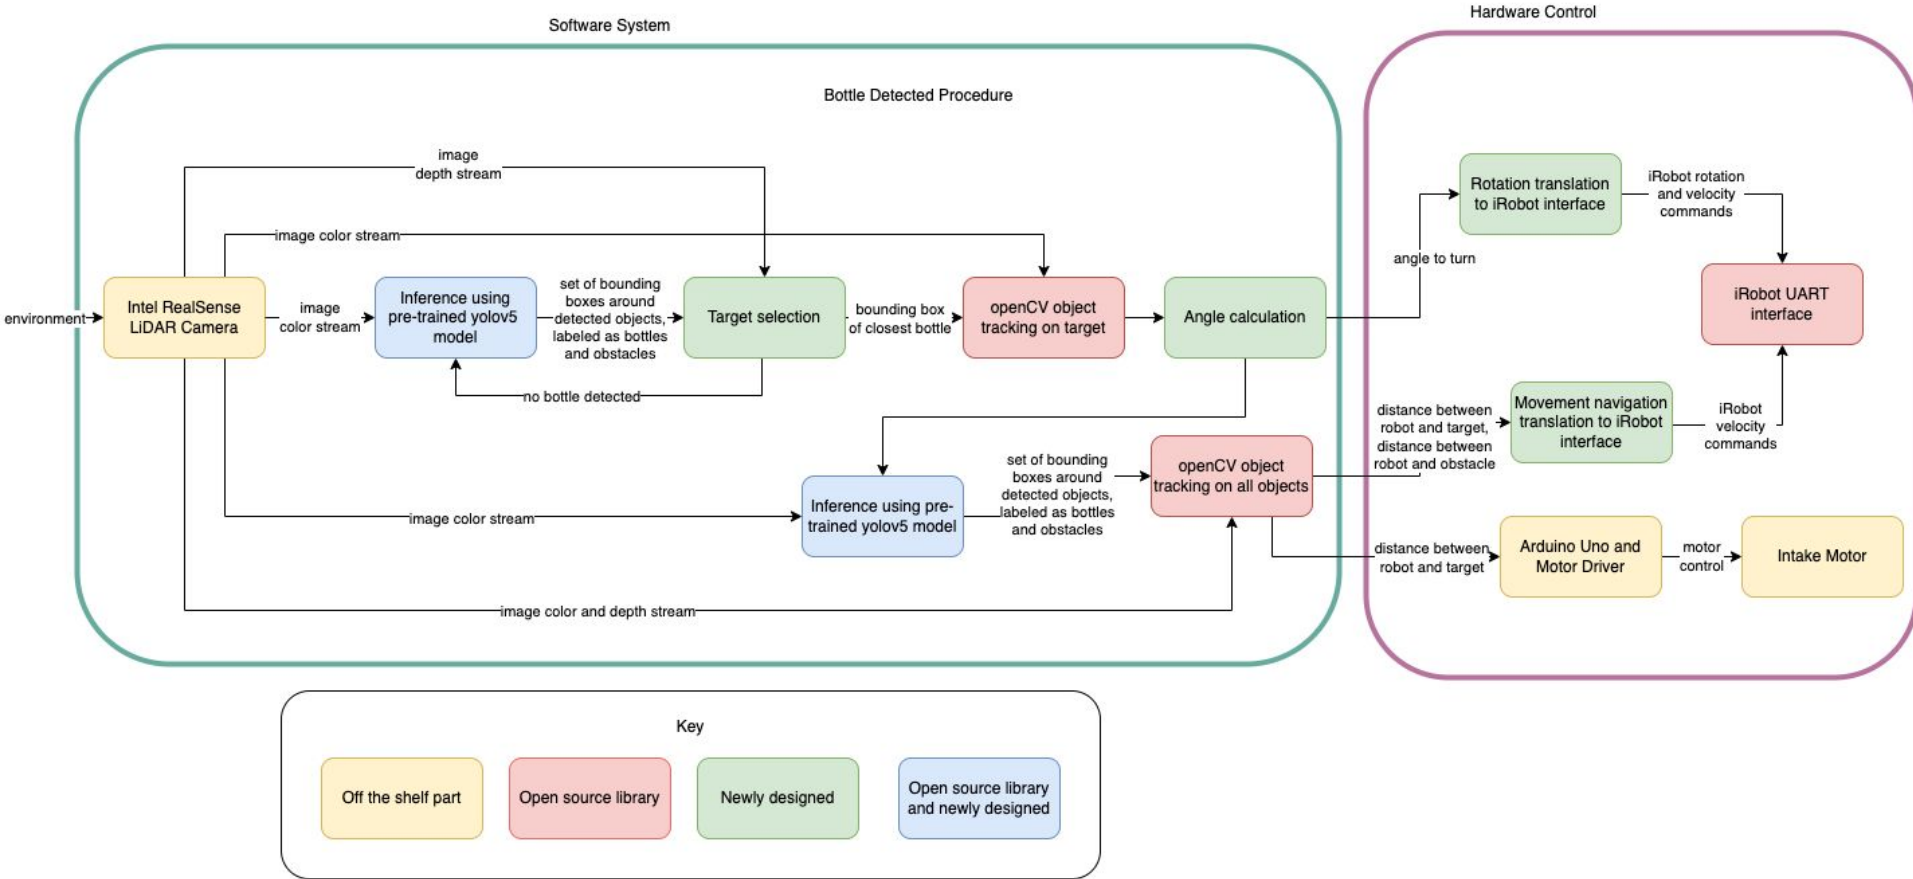 Software System
Hardware Control
Bottle Detected Procedure
image
depth stream
image color stream
environment
Intel RealSense
LiDAR Camera
image
color stream
Inference using
pre-trained yolov5
model
set of bounding
boxes around
detected objects,
labeled as bottles
and obstacles
Target selection
bounding box
of closest bottle
openCV object
tracking on target
Angle calculation
no bottle detected
angle to turn
Rotation translation
to iRobot interface
iRobot rotation
and velocity
commands
iRobot UART
interface
image color stream
Inference using pre-
trained yolov5 model
set of bounding
boxes around
detected objects,
labeled as bottles
and obstacles
openCV object
tracking on all objects
distance between
robot and target,
distance between
robot and obstacle
Movement navigation
translation to iRobot
interface
iRobot
velocity
commands
image color and depth stream
distance between
robot and target
Arduino Uno and
Motor Driver
motor
control
Intake Motor
Key
Off the shelf part
Open source library
Newly designed
Open source library
and newly designed